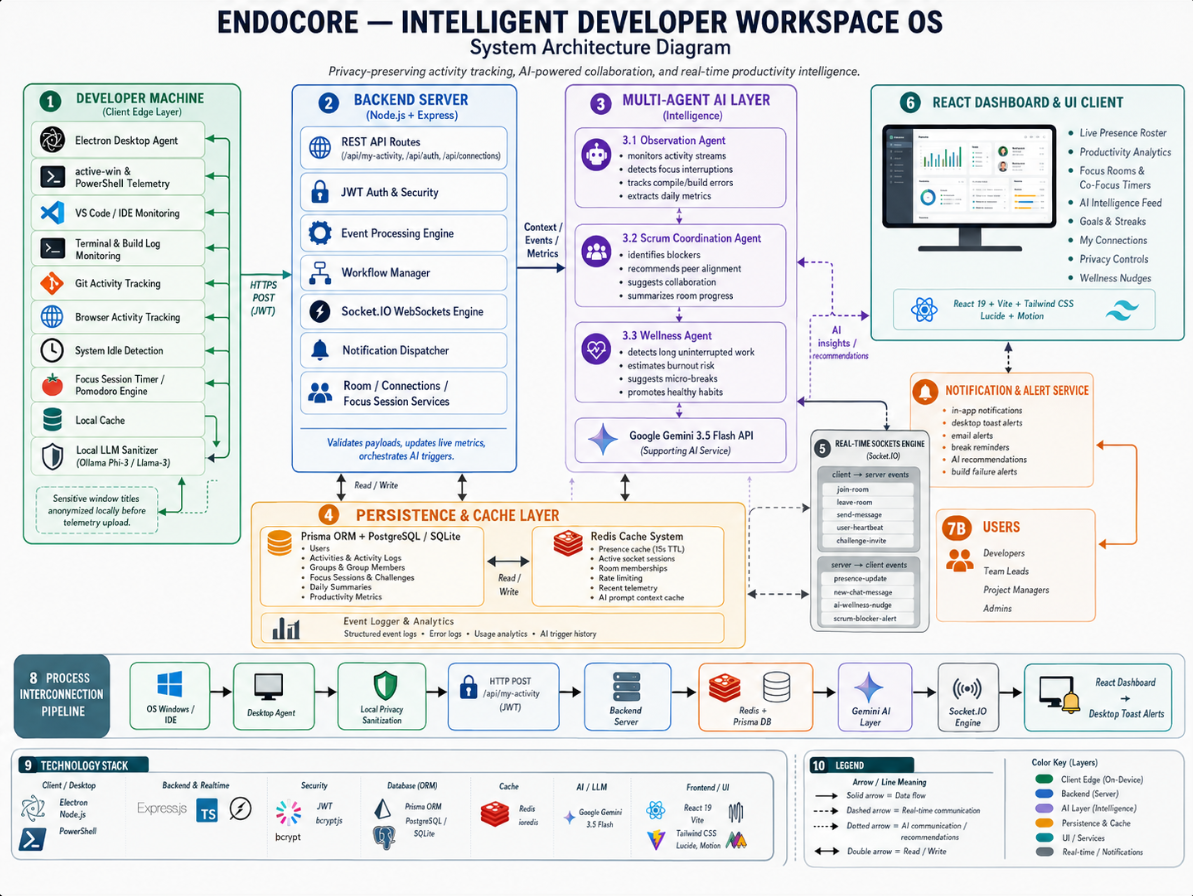 ENDOCORE — INTELLIGENT DEVELOPER WORKSPACE OS
System Architecture Diagram
Privacy-preserving activity tracking, AI-powered collaboration, and real-time productivity intelligence.
1 DEVELOPER MACHINE
(Client Edge Layer)
Electron Desktop Agent
active-win &
PowerShell Telemetry
VS Code / IDE Monitoring
Terminal & Build Log
Monitoring
Git Activity Tracking
Browser Activity Tracking
System Idle Detection
Focus Session Timer /
Pomodoro Engine
Local Cache
Local LLM Sanitizer
(Ollama Phi-3 / Llama-3)
Sensitive window titles
anonymized locally before
telemetry upload.
HTTPS
POST
(JWT)
2 BACKEND SERVER
(Node.js + Express)
REST API Routes
(/api/my-activity, /api/auth, /api/connections)
JWT Auth & Security
Event Processing Engine
Workflow Manager
Socket.IO WebSockets Engine
Notification Dispatcher
Room / Connections /
Focus Session Services
Validates payloads, updates live metrics,
orchestrates AI triggers.
Context /
Events /
Metrics
3 MULTI-AGENT AI LAYER
(Intelligence)
3.1 Observation Agent
• monitors activity streams
• detects focus interruptions
• tracks compile/build errors
• extracts daily metrics
3.2 Scrum Coordination Agent
• identifies blockers
• recommends peer alignment
• suggests collaboration
• summarizes room progress
3.3 Wellness Agent
• detects long uninterrupted work
• estimates burnout risk
• suggests micro-breaks
• promotes healthy habits
Google Gemini 3.5 Flash API
(Supporting AI Service)
AI
insights /
recommendations
6 REACT DASHBOARD & UI CLIENT
• Live Presence Roster
• Productivity Analytics
• Focus Rooms &
Co-Focus Timers
• AI Intelligence Feed
• Goals & Streaks
• My Connections
• Privacy Controls
• Wellness Nudges
React 19 + Vite + Tailwind CSS
Lucide + Motion
NOTIFICATION & ALERT SERVICE
• in-app notifications
• desktop toast alerts
• email alerts
• break reminders
• AI recommendations
• build failure alerts
5 REAL-TIME SOCKETS ENGINE
(Socket.IO)
client → server events
join-room
leave-room
send-message
user-heartbeat
challenge-invite
server → client events
presence-update
new-chat-message
ai-wellness-nudge
scrum-blocker-alert
7B USERS
Developers
Team Leads
Project Managers
Admins
Read / Write
4 PERSISTENCE & CACHE LAYER
Prisma ORM + PostgreSQL / SQLite
• Users
• Activities & Activity Logs
• Groups & Group Members
• Focus Sessions & Challenges
• Daily Summaries
• Productivity Metrics
Read /
Write
Redis Cache System
• Presence cache (15s TTL)
• Active socket sessions
• Room memberships
• Rate limiting
• Recent telemetry
• AI prompt context cache
Event Logger & Analytics
Structured event logs • Error logs • Usage analytics • AI trigger history
8 PROCESS
INTERCONNECTION
PIPELINE
OS Windows /
IDE
Desktop Agent
Local Privacy
Sanitization
HTTP POST
/api/my-activity
(JWT)
Backend
Server
Redis +
Prisma DB
Gemini AI
Layer
Socket.IO
Engine
React Dashboard
→
Desktop Toast Alerts
9 TECHNOLOGY STACK
Client / Desktop
Electron
Node.js
PowerShell
Backend & Realtime
Express.js
TS
Security
JWT
bcryptjs
bcrypt
Database (ORM)
Prisma ORM
PostgreSQL /
SQLite
Cache
Redis
ioredis
AI / LLM
Google Gemini
3.5 Flash
Frontend / UI
React 19
Vite
Tailwind CSS
Lucide, Motion
10 LEGEND
Arrow / Line Meaning
Solid arrow = Data flow
Dashed arrow = Real-time communication
Dotted arrow = AI communication /
recommendations
Double arrow = Read / Write
Color Key (Layers)
Client Edge (On-Device)
Backend (Server)
AI Layer (Intelligence)
Persistence & Cache
UI / Services
Real-time / Notifications